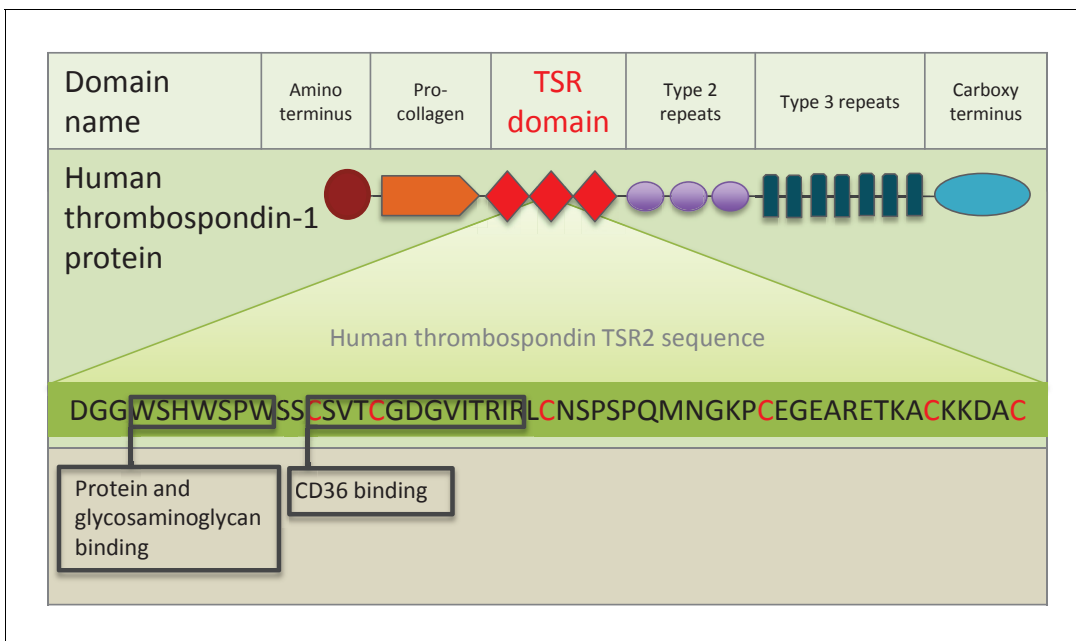 Domain
name
Amino
terminus
Pro-
collagen
TSR
domain
Type 2
repeats
Type 3 repeats
Carboxy
terminus
Human
thrombospondin-1
protein
Human thrombospondin TSR2 sequence
DGGWSHWSPWSSCSVTCGDGVITRIRLCNSPSPQMNGKPCEGEARETKACKKDAC
Protein and
glycosaminoglycan
binding
CD36 binding